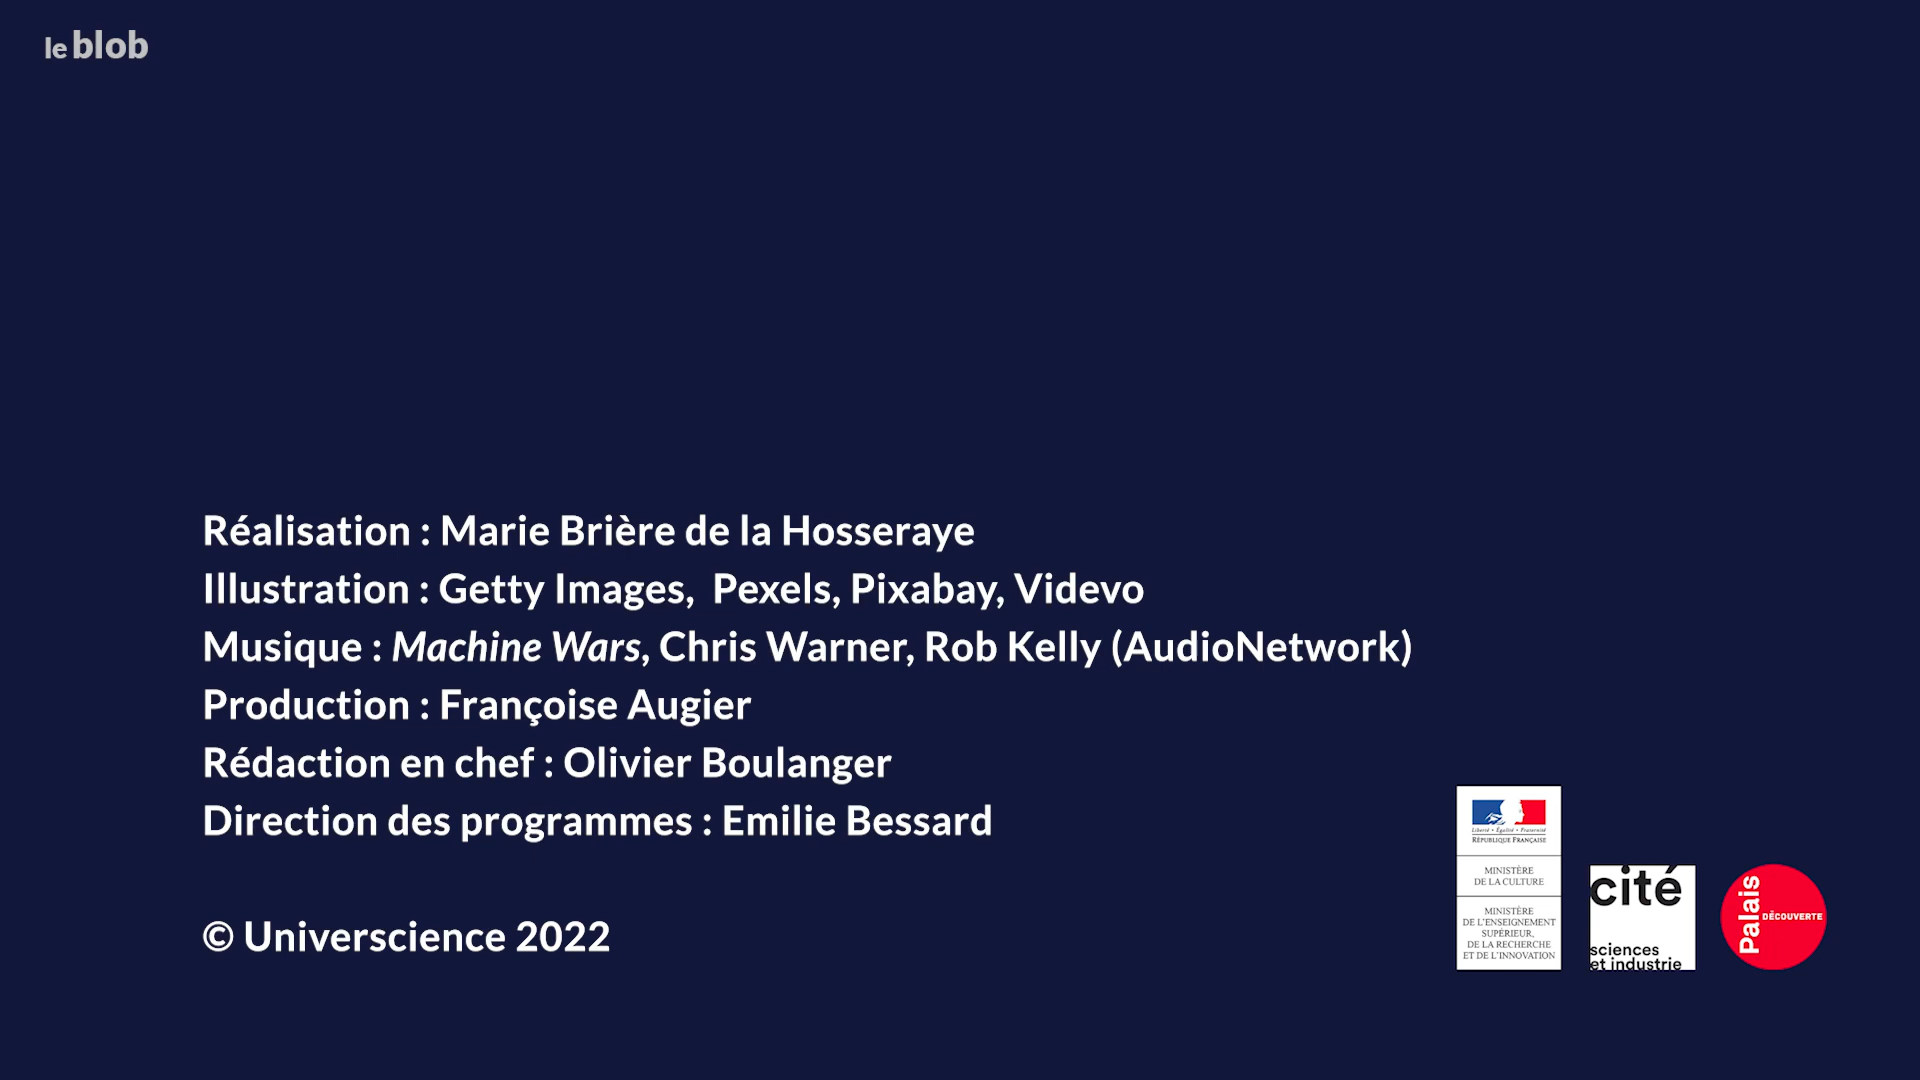 le blob
Réalisation : Marie Brière de la Hosseraye
Illustration : Getty Images,  Pexels, Pixabay, Videvo
Musique : Machine Wars, Chris Warner, Rob Kelly (AudioNetwork)
Production : Françoise Augier
Rédaction en chef : Olivier Boulanger
Direction des programmes : Emilie Bessard
© Universcience 2022
Liberté • Égalité • Fraternité
RÉPUBLIQUE FRANÇAISE
MINISTÈRE
DE LA CULTURE
MINISTÈRE
DE L'ENSEIGNEMENT
SUPÉRIEUR,
DE LA RECHERCHE
ET DE L'INNOVATION
cité
sciences
et industrie
Palais
DÉCOUVERTE